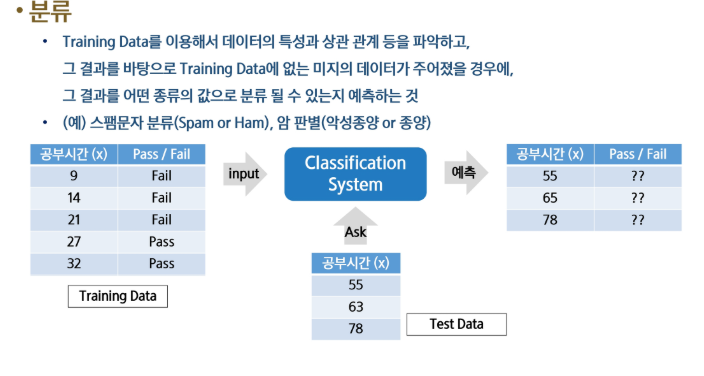 • 분류
• Training Data를 이용해서 데이터의 특성과 상관 관계 등을 파악하고,
그 결과를 바탕으로 Training Data에 없는 미지의 데이터가 주어졌을 경우에,
그 결과를 어떤 종류의 값으로 분류 될 수 있는지 예측하는 것
• (예) 스팸문자 분류(Spam or Ham), 암 판별(악성종양 or 종양)
공부시간 (x) Pass / Fail
9 Fail
14 Fail
21 Fail
27 Pass
32 Pass
Training Data
input
Classification
System
예측
Ask
공부시간 (x)
55
63
78
Test Data
공부시간 (x) Pass / Fail
55 ??
65 ??
78 ??